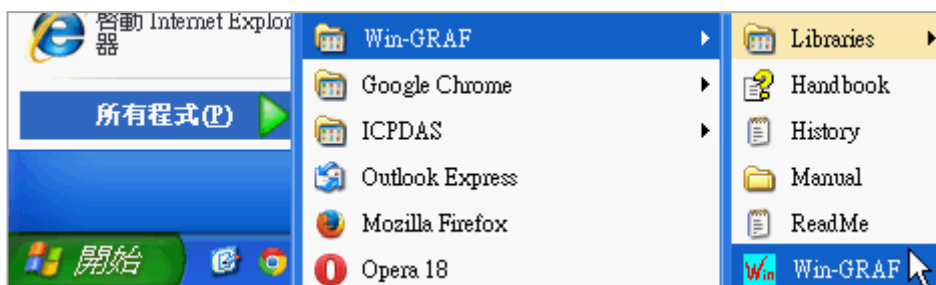 啟動 Internet Explor
器
所有程式(P)
開始
Win-GRAF
Google Chrome
ICPDAS
Outlook Express
Mozilla Firefox
Opera 18
Libraries
Handbook
History
Manual
ReadMe
Win-GRAF
Win